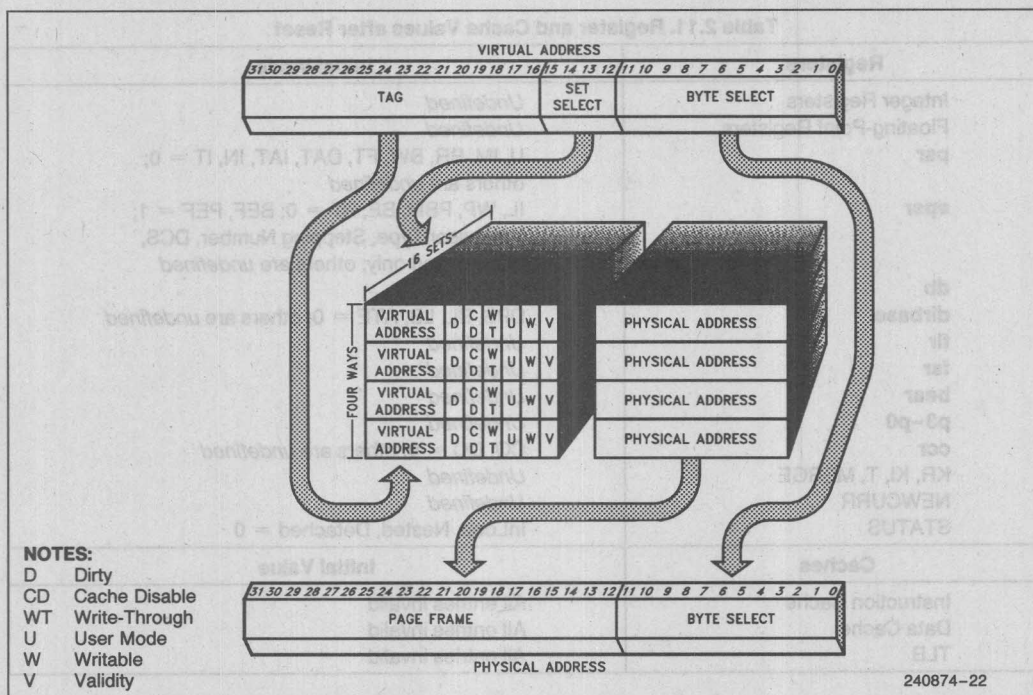 VIRTUAL ADDRESS
31 30 29 28 27 26 25 24 23 22 21 20 19 18 17 16 15 14 13 12 11 10 9 8 7 6 5 4 3 2 1 0
TAG
SET
SELECT
BYTE SELECT
16 SETS
FOUR WAYS
VIRTUAL
ADDRESS
D
C
D
W
T
U
W
V
PHYSICAL ADDRESS
VIRTUAL
ADDRESS
D
C
D
W
T
U
W
V
PHYSICAL ADDRESS
VIRTUAL
ADDRESS
D
C
D
W
T
U
W
V
PHYSICAL ADDRESS
VIRTUAL
ADDRESS
D
C
D
W
T
U
W
V
PHYSICAL ADDRESS
31 30 29 28 27 26 25 24 23 22 21 20 19 18 17 16 15 14 13 12 11 10 9 8 7 6 5 4 3 2 1 0
PAGE FRAME
BYTE SELECT
PHYSICAL ADDRESS
NOTES:
D Dirty
CD Cache Disable
WT Write-Through
U User Mode
W Writable
V Validity
240874-22